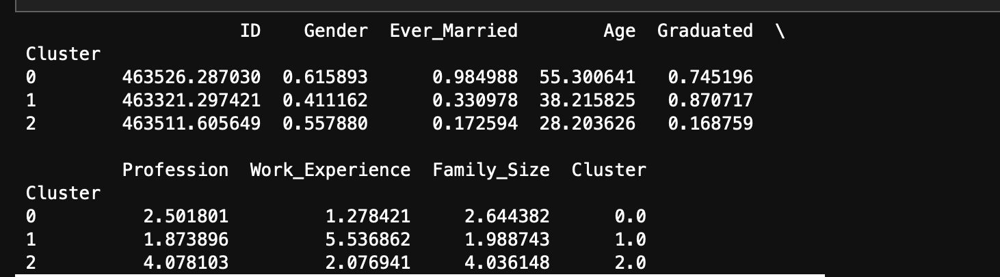 ID Gender Ever_Married Age Graduated \
Cluster
0 463526.287030 0.615893 0.984988 55.300641 0.745196
1 463321.297421 0.411162 0.330978 38.215825 0.870717
2 463511.605649 0.557880 0.172594 28.203626 0.168759
Profession Work_Experience Family_Size Cluster
Cluster
0 2.501801 1.278421 2.644382 0.0
1 1.873896 5.536862 1.988743 1.0
2 4.078103 2.076941 4.036148 2.0